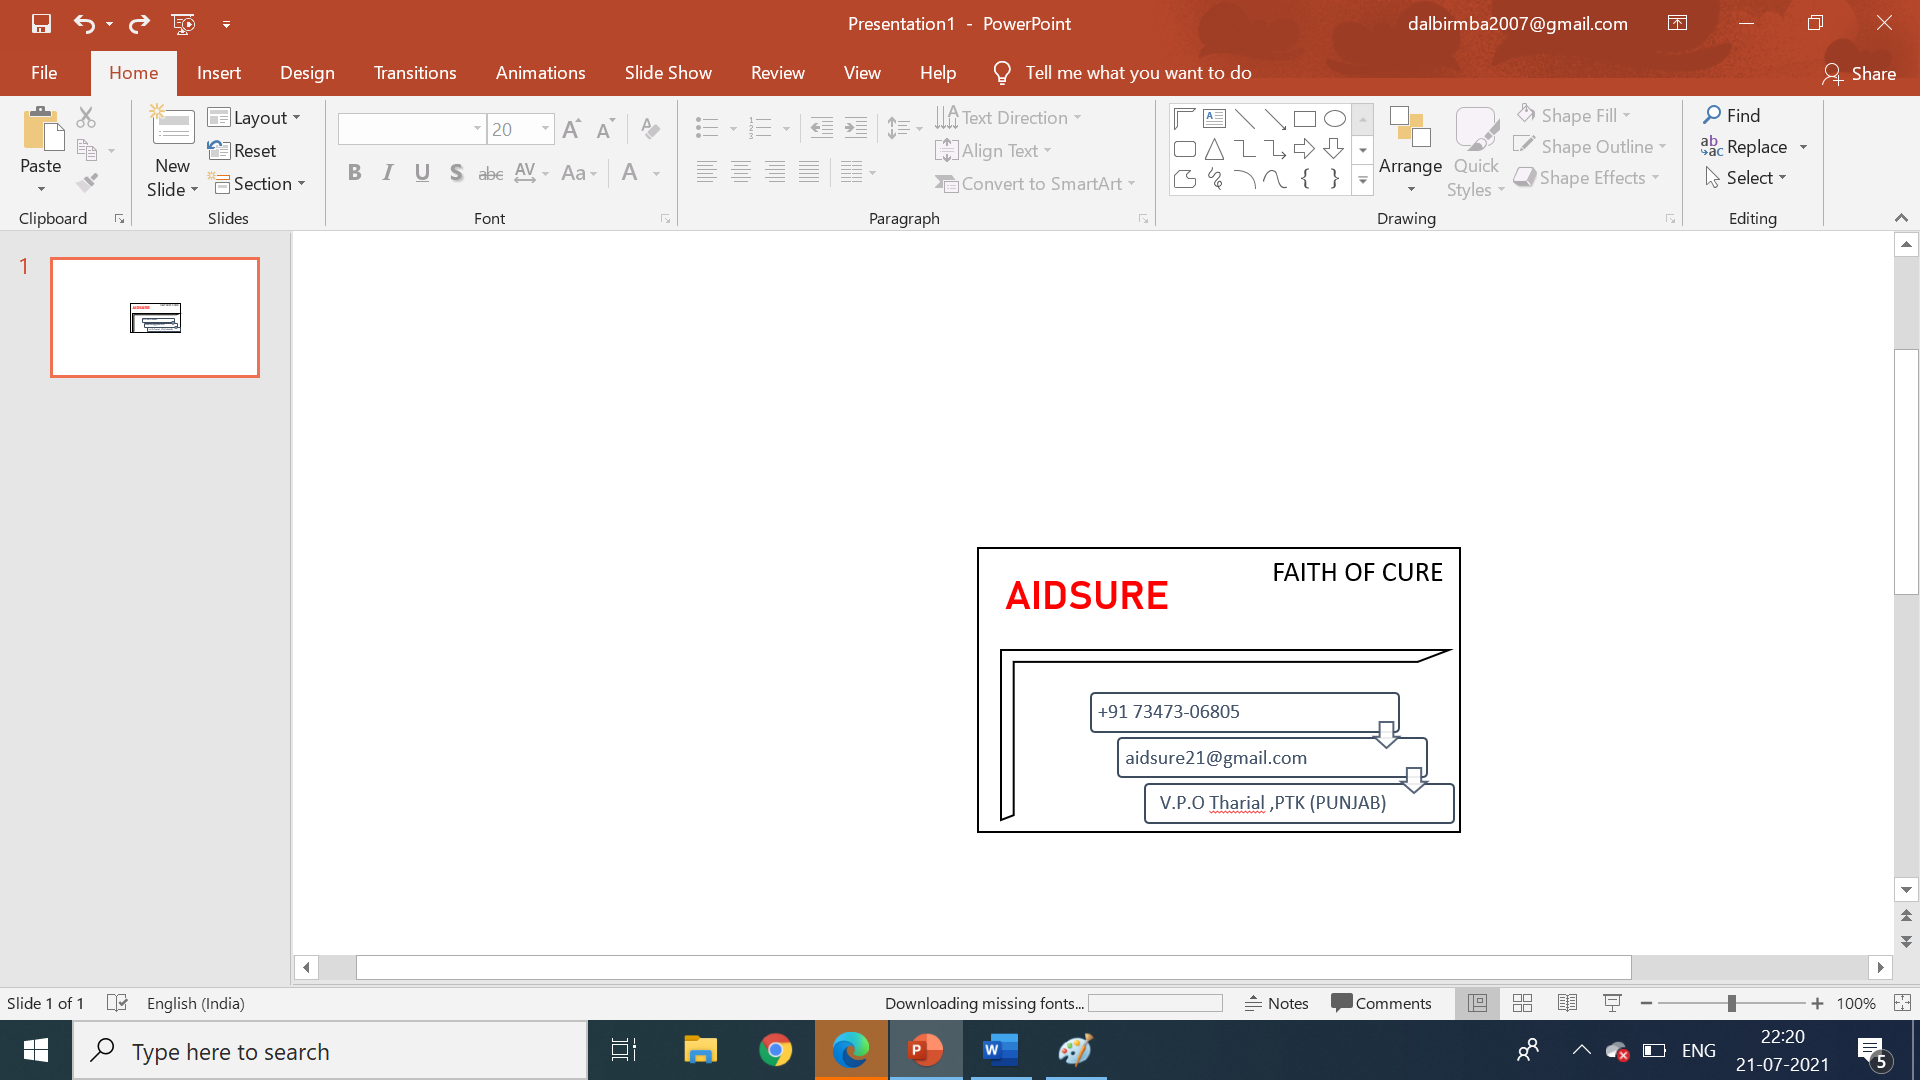 Presentation1 - PowerPoint
dalbirmba2007@gmail.com
File Home Insert Design Transitions Animations Slide Show Review View Help Tell me what you want to do Share
Paste
New Slide
Layout
Reset
Section
20
B I U S abc AV Aa A
Text Direction
Align Text
Convert to SmartArt
Arrange
Quick Styles
Shape Fill
Shape Outline
Shape Effects
Find
Replace
Select
Clipboard Slides Font Paragraph Drawing Editing
1
FAITH OF CURE
AIDSURE
+91 73473-06805
aidsure21@gmail.com
V.P.O Tharial ,PTK (PUNJAB)
Slide 1 of 1 English (India) Downloading missing fonts... Notes Comments 100%
Type here to search
ENG
22:20
21-07-2021
5